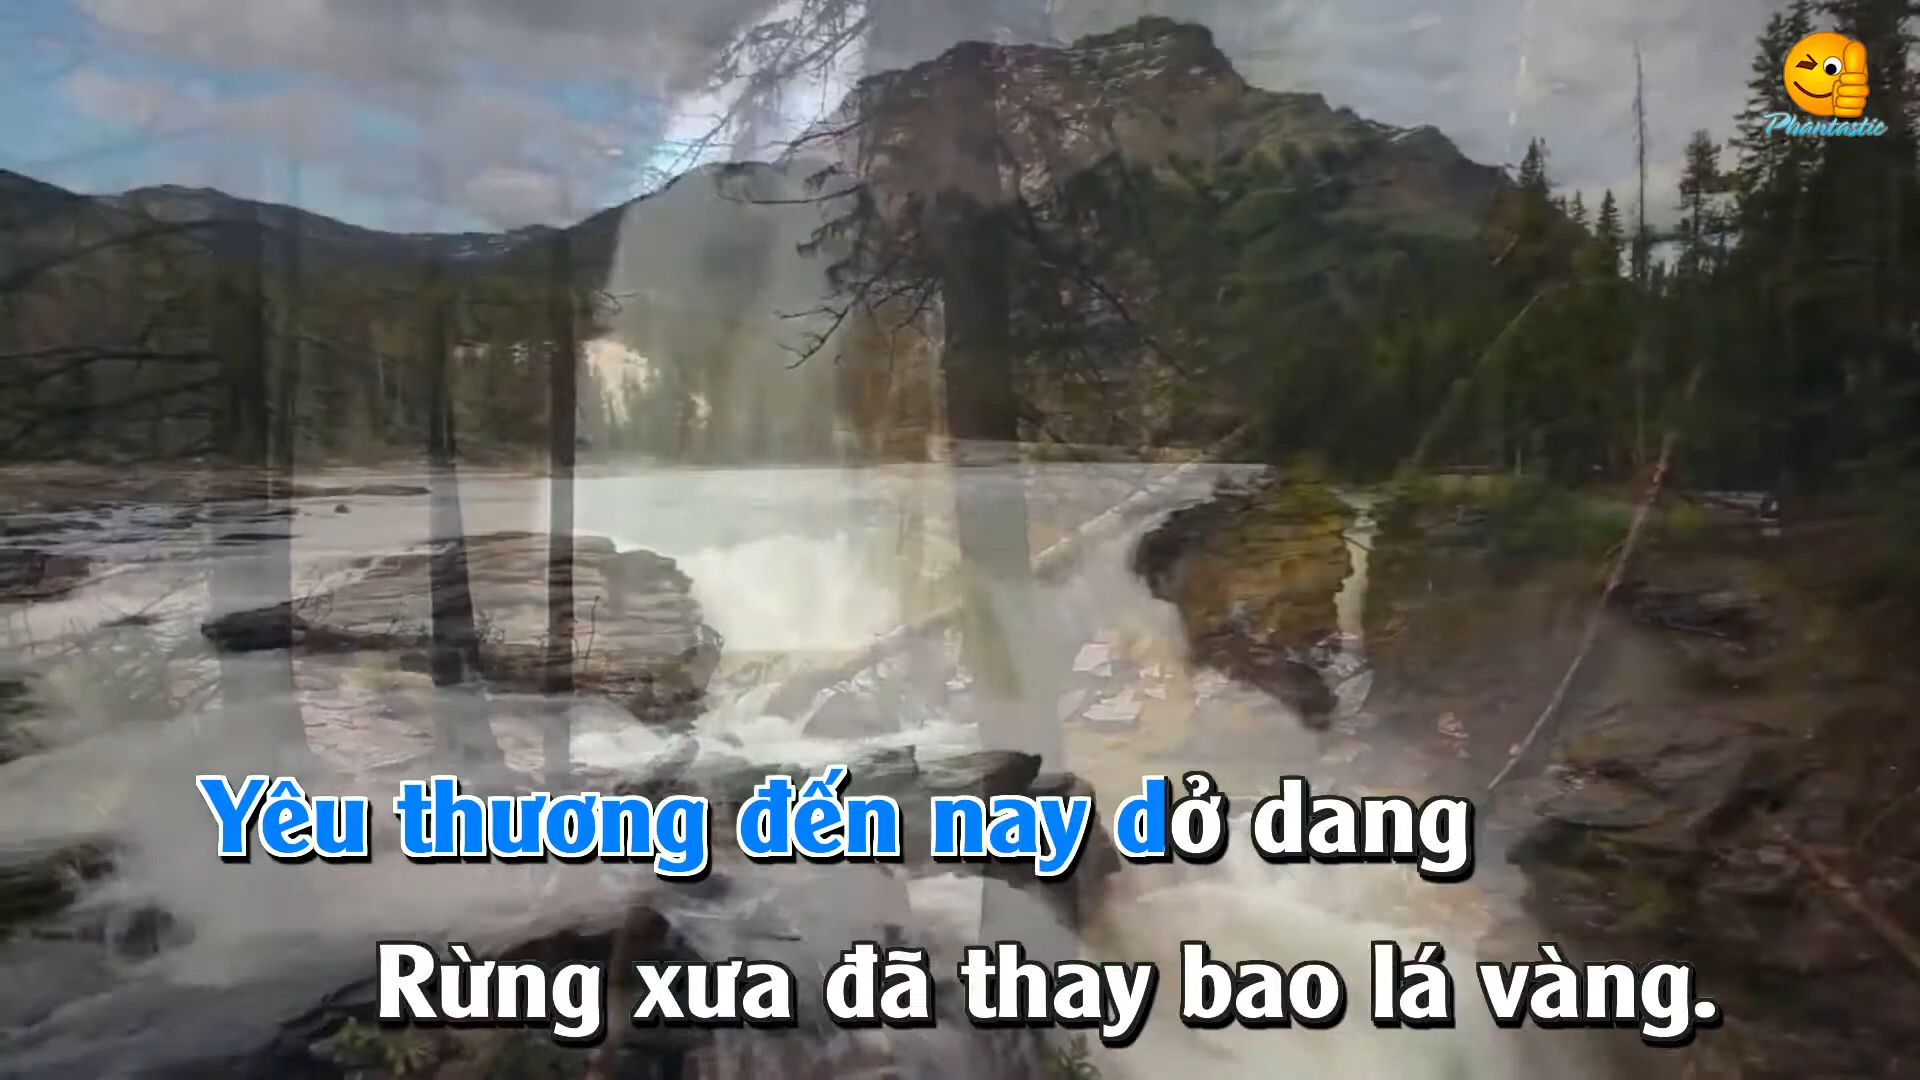 Phantastic
Yêu thương đến nay dở dang
Rừng xưa đã thay bao lá vàng.